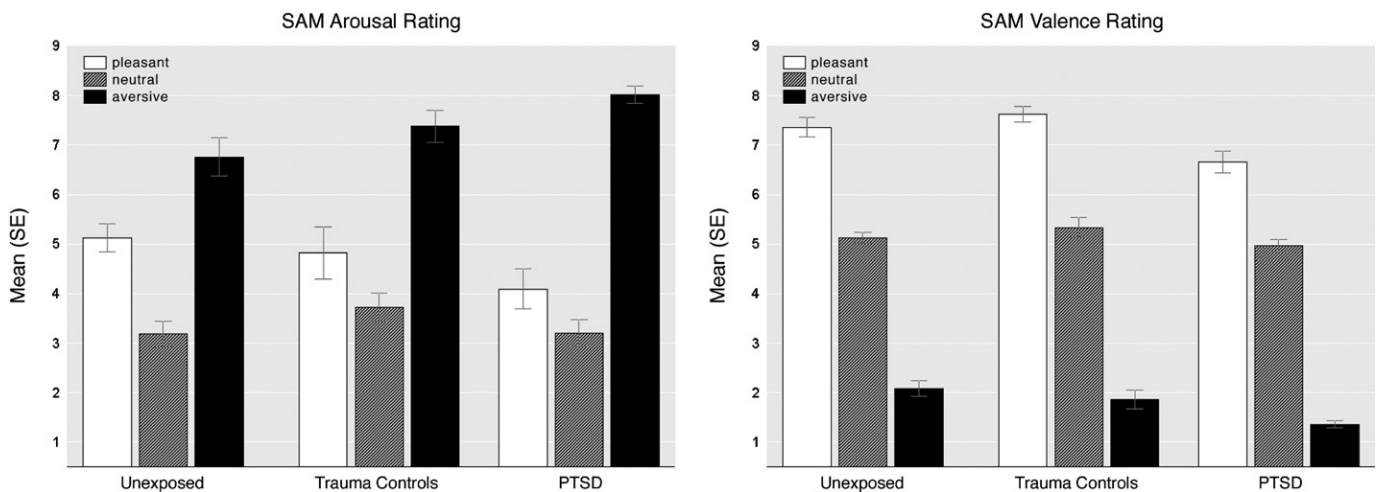 SAM Arousal Rating
Mean (SE)
9
8
7
6
5
4
3
2
1
pleasant
neutral
aversive
Unexposed
Trauma Controls
PTSD
SAM Valence Rating
Mean (SE)
9
8
7
6
5
4
3
2
1
pleasant
neutral
aversive
Unexposed
Trauma Controls
PTSD